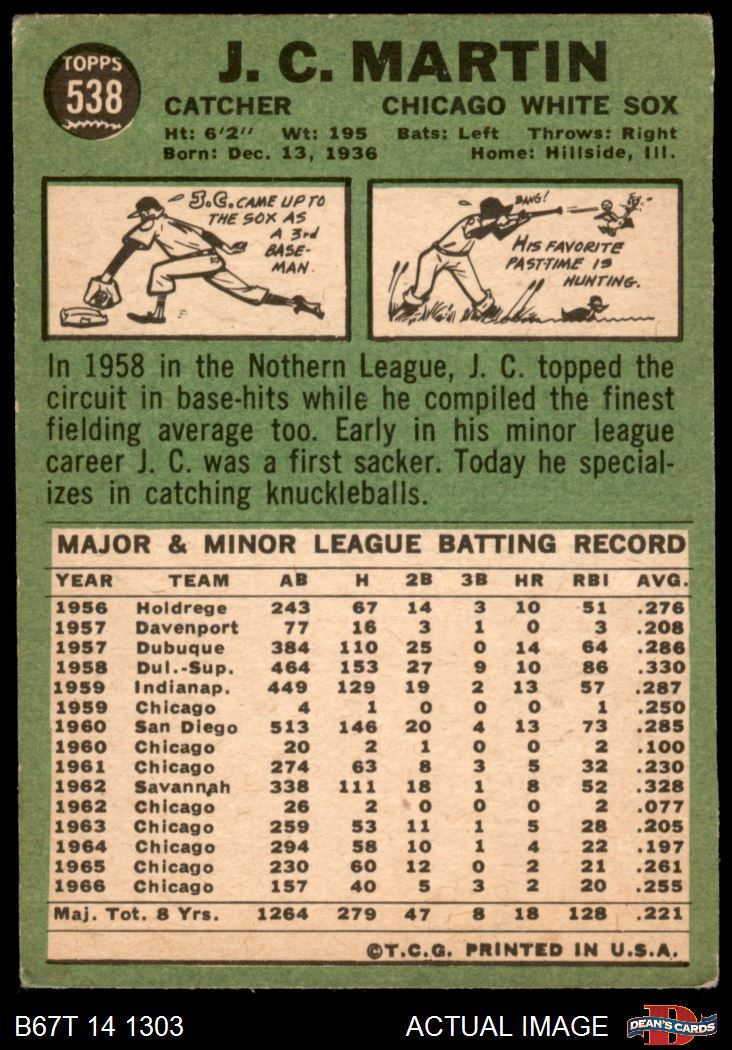 TOPPS
538
J. C. MARTIN
CATCHER CHICAGO WHITE SOX
Ht: 6'2" Wt: 195 Bats: Left Throws: Right
Born: Dec. 13, 1936 Home: Hillside, Ill.
J.C. CAME UP TO
THE SOX AS
A 3rd
BASE-
MAN.
BANG!
HIS FAVORITE
PAST-TIME IS
HUNTING.
In 1958 in the Nothern League, J. C. topped the
circuit in base-hits while he compiled the finest
fielding average too. Early in his minor league
career J. C. was a first sacker. Today he special-
izes in catching knuckleballs.
MAJOR & MINOR LEAGUE BATTING RECORD
YEAR TEAM AB H 2B 3B HR RBI AVG.
1956 Holdrege 243 67 14 3 10 51 .276
1957 Davenport 77 16 3 1 0 3 .208
1957 Dubuque 384 110 25 0 14 64 .286
1958 Dul.-Sup. 464 153 27 9 10 86 .330
1959 Indianap. 449 129 19 2 13 57 .287
1959 Chicago 4 1 0 0 0 1 .250
1960 San Diego 513 146 20 4 13 73 .285
1960 Chicago 20 2 1 0 0 2 .100
1961 Chicago 274 63 8 3 5 32 .230
1962 Savannah 338 111 18 1 8 52 .328
1962 Chicago 26 2 0 0 0 2 .077
1963 Chicago 259 53 11 1 5 28 .205
1964 Chicago 294 58 10 1 4 22 .197
1965 Chicago 230 60 12 0 2 21 .261
1966 Chicago 157 40 5 3 2 20 .255
Maj. Tot. 8 Yrs. 1264 279 47 8 18 128 .221
©T.C.G. PRINTED IN U.S.A.
B67T 14 1303 ACTUAL IMAGE
D
DEAN'S CARDS